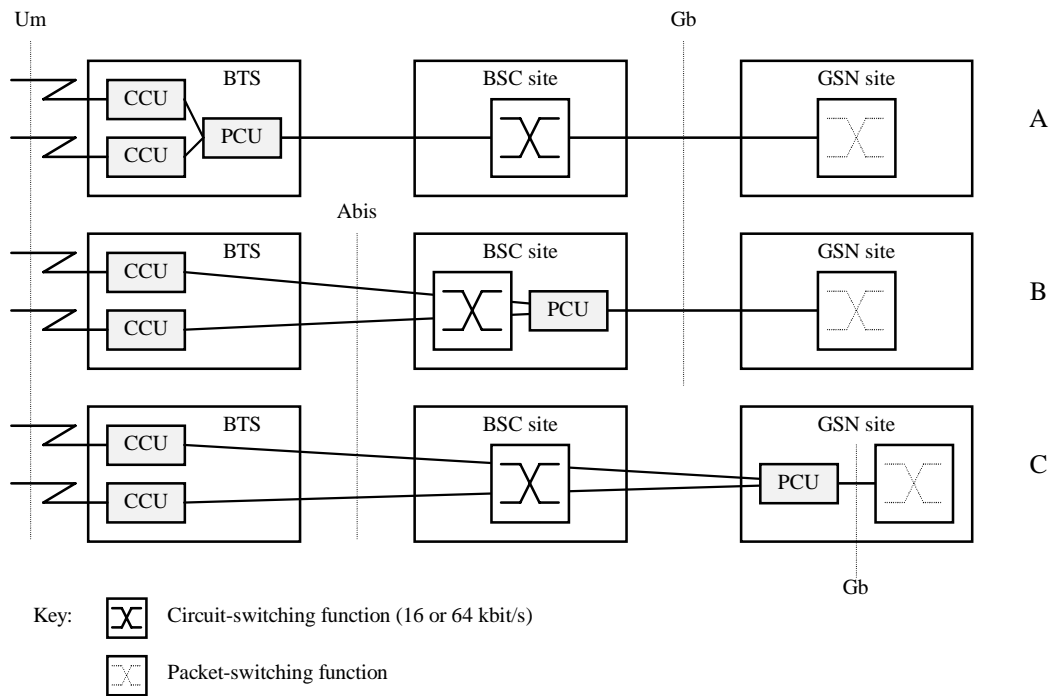 Um
Gb
BTS
BSC site
GSN site
CCU
PCU
CCU
A
Abis
BTS
BSC site
GSN site
CCU
PCU
CCU
B
BTS
BSC site
GSN site
CCU
PCU
CCU
C
Gb
Key:
Circuit-switching function (16 or 64 kbit/s)
Packet-switching function